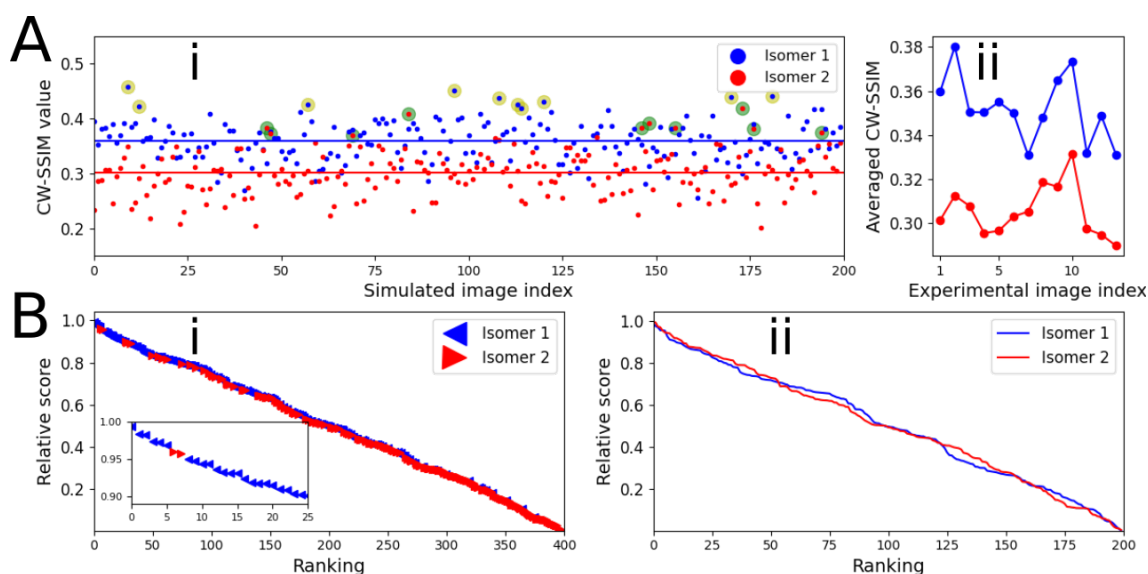 A
i
CW-SSIM value
0.5
0.4
0.3
0.2
Isomer 1
Isomer 2
0
25
50
75
100
125
150
175
200
Simulated image index
ii
Averaged CW-SSIM
0.38
0.36
0.34
0.32
0.30
1
5
10
Experimental image index
B
i
Relative score
1.0
0.8
0.6
0.4
0.2
Isomer 1
Isomer 2
1.00
0.95
0.90
0
5
10
15
20
25
0
50
100
150
200
250
300
350
400
Ranking
ii
Relative score
1.0
0.8
0.6
0.4
0.2
Isomer 1
Isomer 2
0
25
50
75
100
125
150
175
200
Ranking